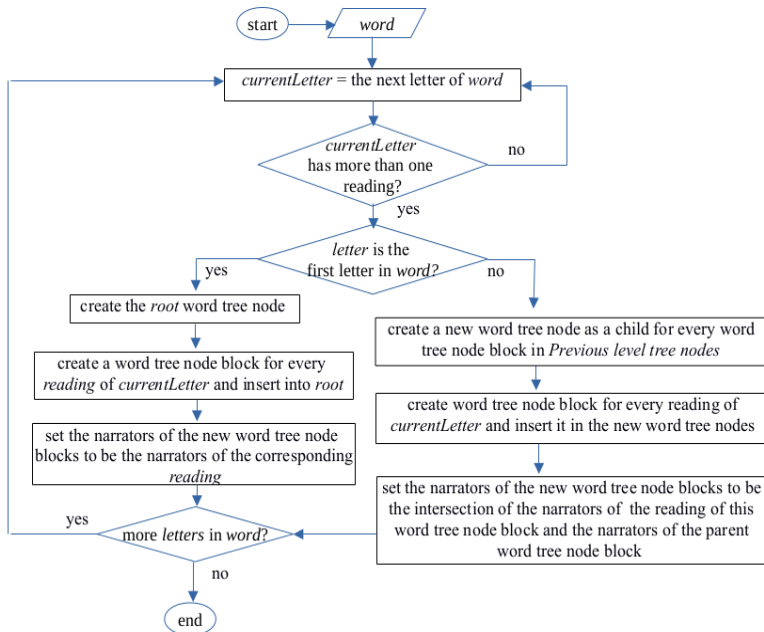 start
word
currentLetter = the next letter of word
currentLetter
has more than one
reading?
no
yes
letter is the
first letter in word?
yes
no
create the root word tree node
create a word tree node block for every
reading of currentLetter and insert into root
set the narrators of the new word tree node
blocks to be the narrators of the corresponding
reading
create a new word tree node as a child for every word
tree node block in Previous level tree nodes
create word tree node block for every reading of
currentLetter and insert it in the new word tree nodes
set the narrators of the new word tree node blocks to be
the intersection of the narrators of the reading of this
word tree node block and the narrators of the parent
word tree node block
yes
more letters in word?
no
end